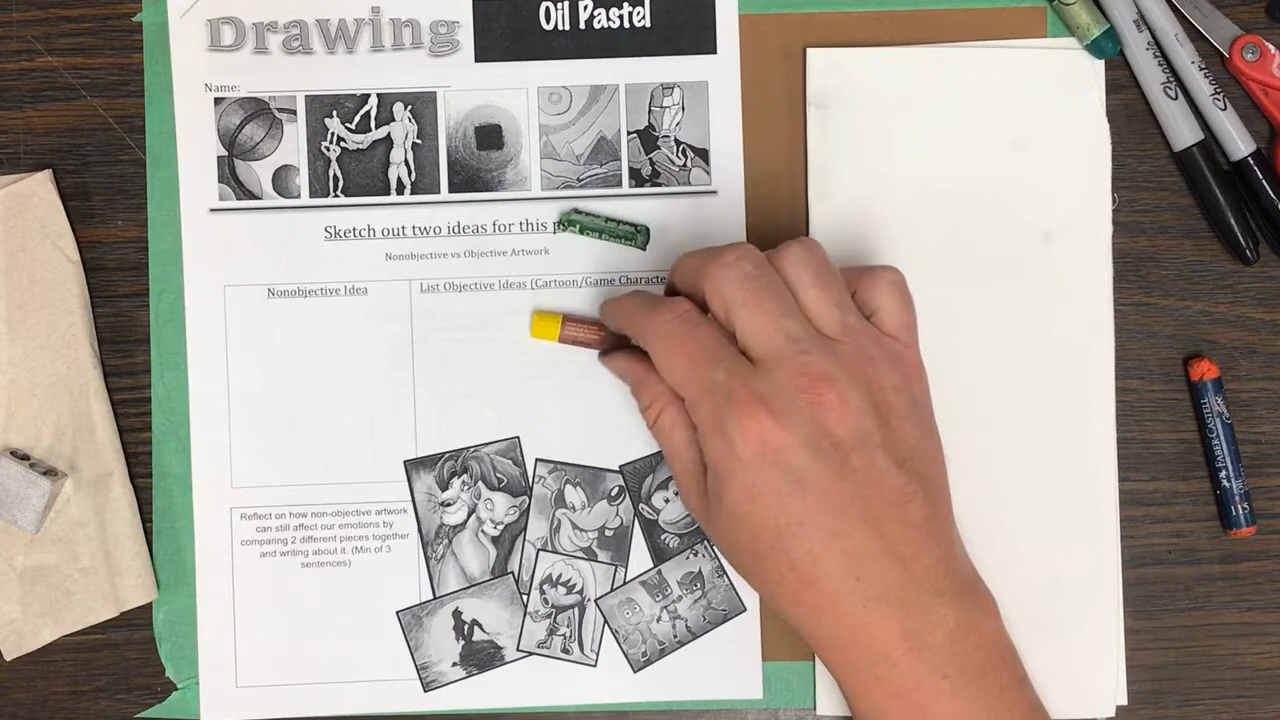 Drawing
Oil Pastel
Name:
Sketch out two ideas for this
Nonobjective vs Objective Artwork
Nonobjective Idea
List Objective Ideas (Cartoon/Game Characte
Reflect on how non-objective artwork
can still affect our emotions by
comparing 2 different pieces together
and writing about it. (Min of 3
sentences)
Oil Pastel
Sharpie
Sharpie
FABER-CASTELL
115